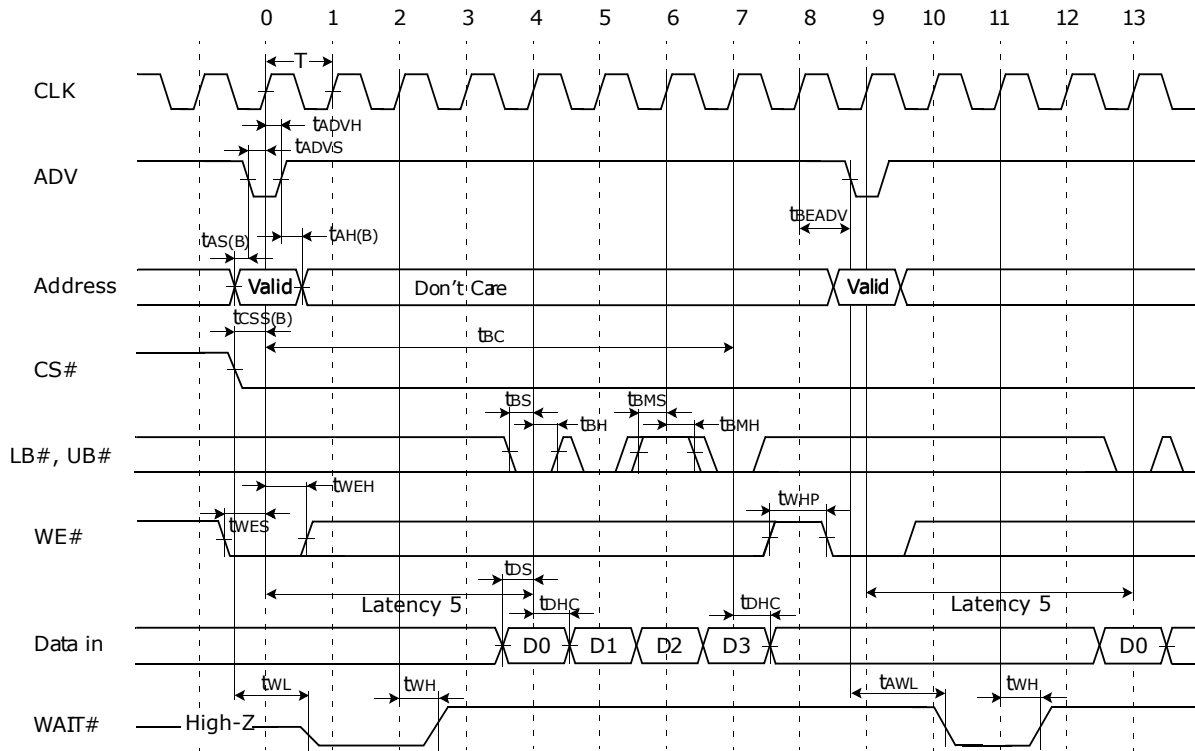 0 1 2 3 4 5 6 7 8 9 10 11 12 13
T
CLK
tADVH
tADVS
ADV
tBEADV
tAS(B) tAH(B)
Address Valid Don't Care Valid
tCSS(B)
tBC
CS#
tBS tBMS
tBH tBMH
LB#, UB#
tWEH
tWHP
tWES
WE#
tDS
Latency 5 tDHC tDHC Latency 5
Data in D0 D1 D2 D3 D0
tWL tWH tAWL tWH
WAIT# High-Z